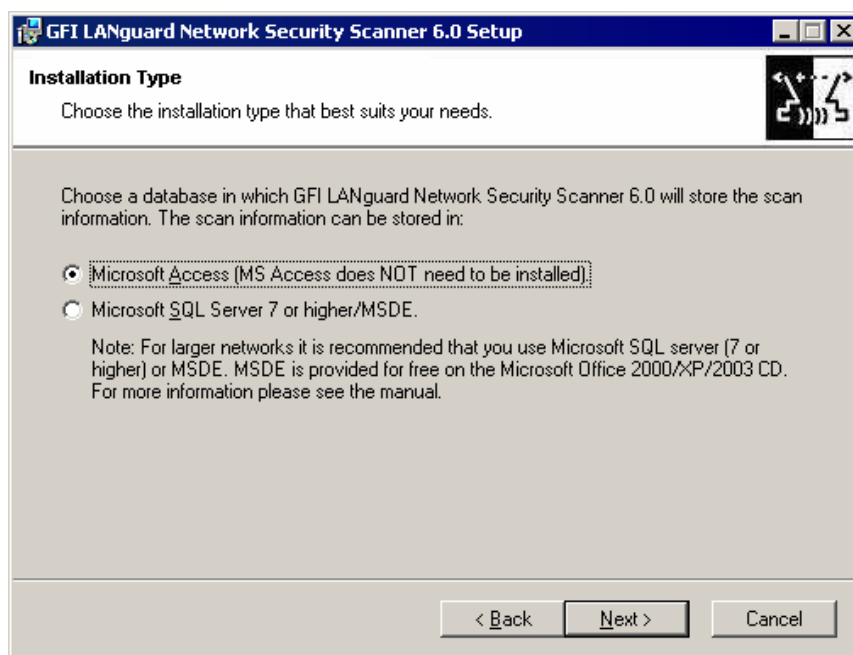 GFI LANguard Network Security Scanner 6.0 Setup
Installation Type
Choose the installation type that best suits your needs.
Choose a database in which GFI LANguard Network Security Scanner 6.0 will store the scan
information. The scan information can be stored in:
Microsoft Access (MS Access does NOT need to be installed).
Microsoft SQL Server 7 or higher/MSDE.
Note: For larger networks it is recommended that you use Microsoft SQL server (7 or
higher) or MSDE. MSDE is provided for free on the Microsoft Office 2000/XP/2003 CD.
For more information please see the manual.
< Back Next > Cancel